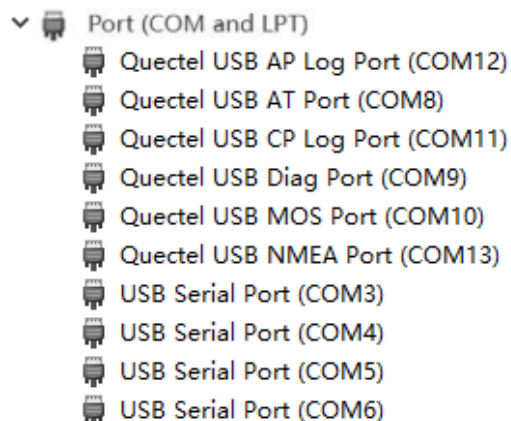 Port (COM and LPT)
Quectel USB AP Log Port (COM12)
Quectel USB AT Port (COM8)
Quectel USB CP Log Port (COM11)
Quectel USB Diag Port (COM9)
Quectel USB MOS Port (COM10)
Quectel USB NMEA Port (COM13)
USB Serial Port (COM3)
USB Serial Port (COM4)
USB Serial Port (COM5)
USB Serial Port (COM6)